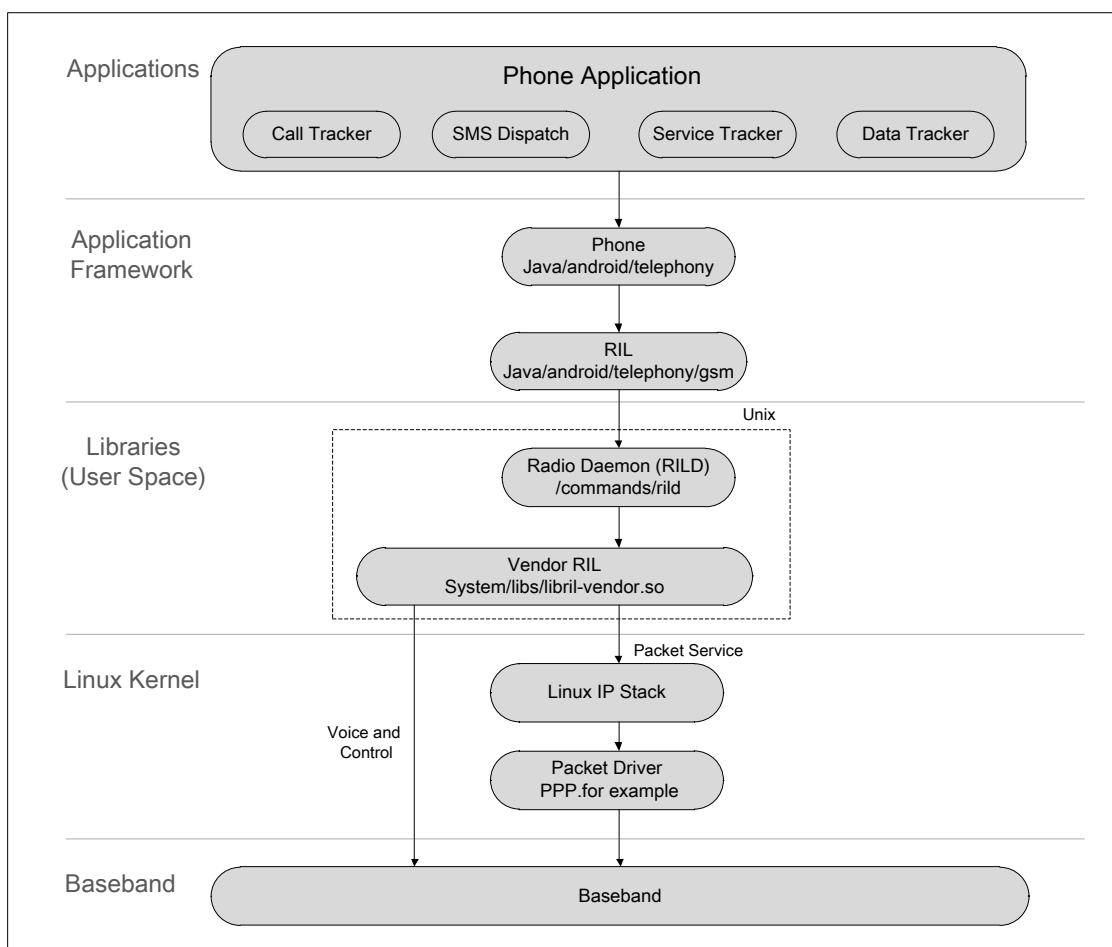 Applications
Phone Application
Call Tracker
SMS Dispatch
Service Tracker
Data Tracker
Application
Framework
Phone
Java/android/telephony
RIL
Java/android/telephony/gsm
Libraries
(User Space)
Unix
Radio Daemon (RILD)
/commands/rild
Vendor RIL
System/libs/libril-vendor.so
Linux Kernel
Packet Service
Linux IP Stack
Voice and
Control
Packet Driver
PPP.for example
Baseband
Baseband